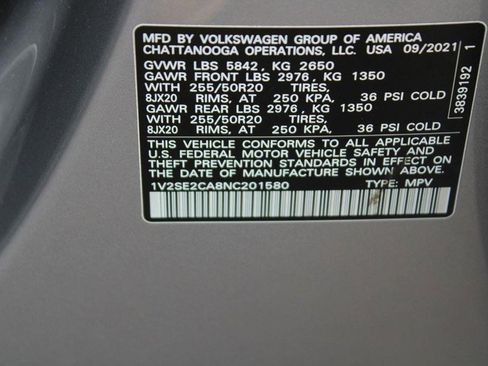 MFD BY VOLKSWAGEN GROUP OF AMERICA
CHATTANOOGA OPERATIONS, LLC. USA 09/2021
GVWR LBS 5842, KG 2650
GAWR FRONT LBS 2976, KG 1350
WITH 255/50R20 TIRES,
8JX20 RIMS, AT 250 KPA, 36 PSI COLD
GAWR REAR LBS 2976, KG 1350
WITH 255/50R20 TIRES,
8JX20 RIMS, AT 250 KPA, 36 PSI COLD
THIS VEHICLE CONFORMS TO ALL APPLICABLE
U.S. FEDERAL MOTOR VEHICLE SAFETY AND
THEFT PREVENTION STANDARDS IN EFFECT ON
THE DATE OF MANUFACTURE SHOWN ABOVE.
1V2SE2CA8NC201580 TYPE: MPV
3839192 1